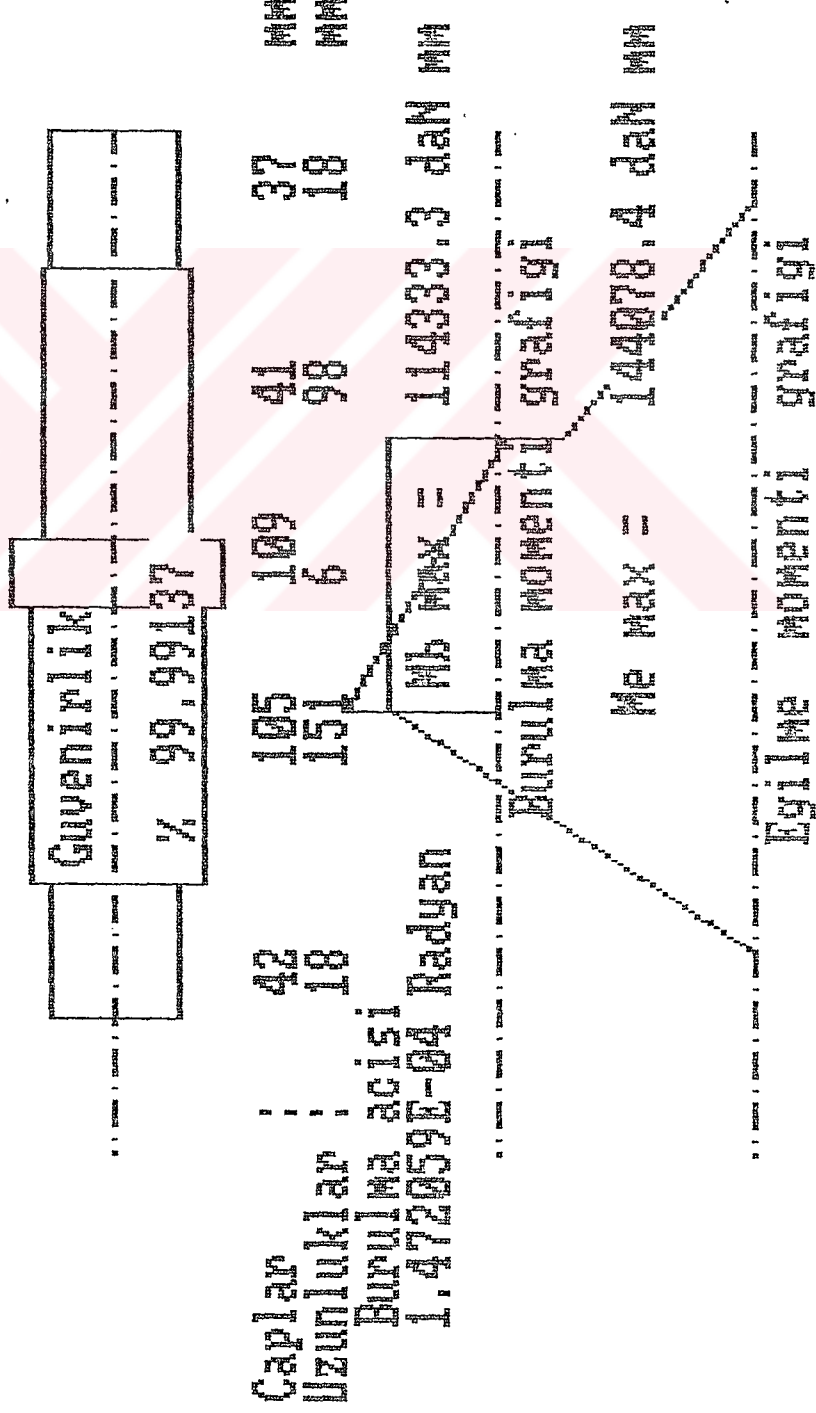 Guvenirlik
% 99.99137
Caplar : 42 105 109 41 37 mm
Uzunluklar : 18 151 6 98 18 mm
Burulma acisi :
1.472059E-04 Radyan
Mb Max = 114333.3 daN mm
Burulma momenti grafigi
Me Max = 144078.4 daN mm
Egilme momenti grafigi